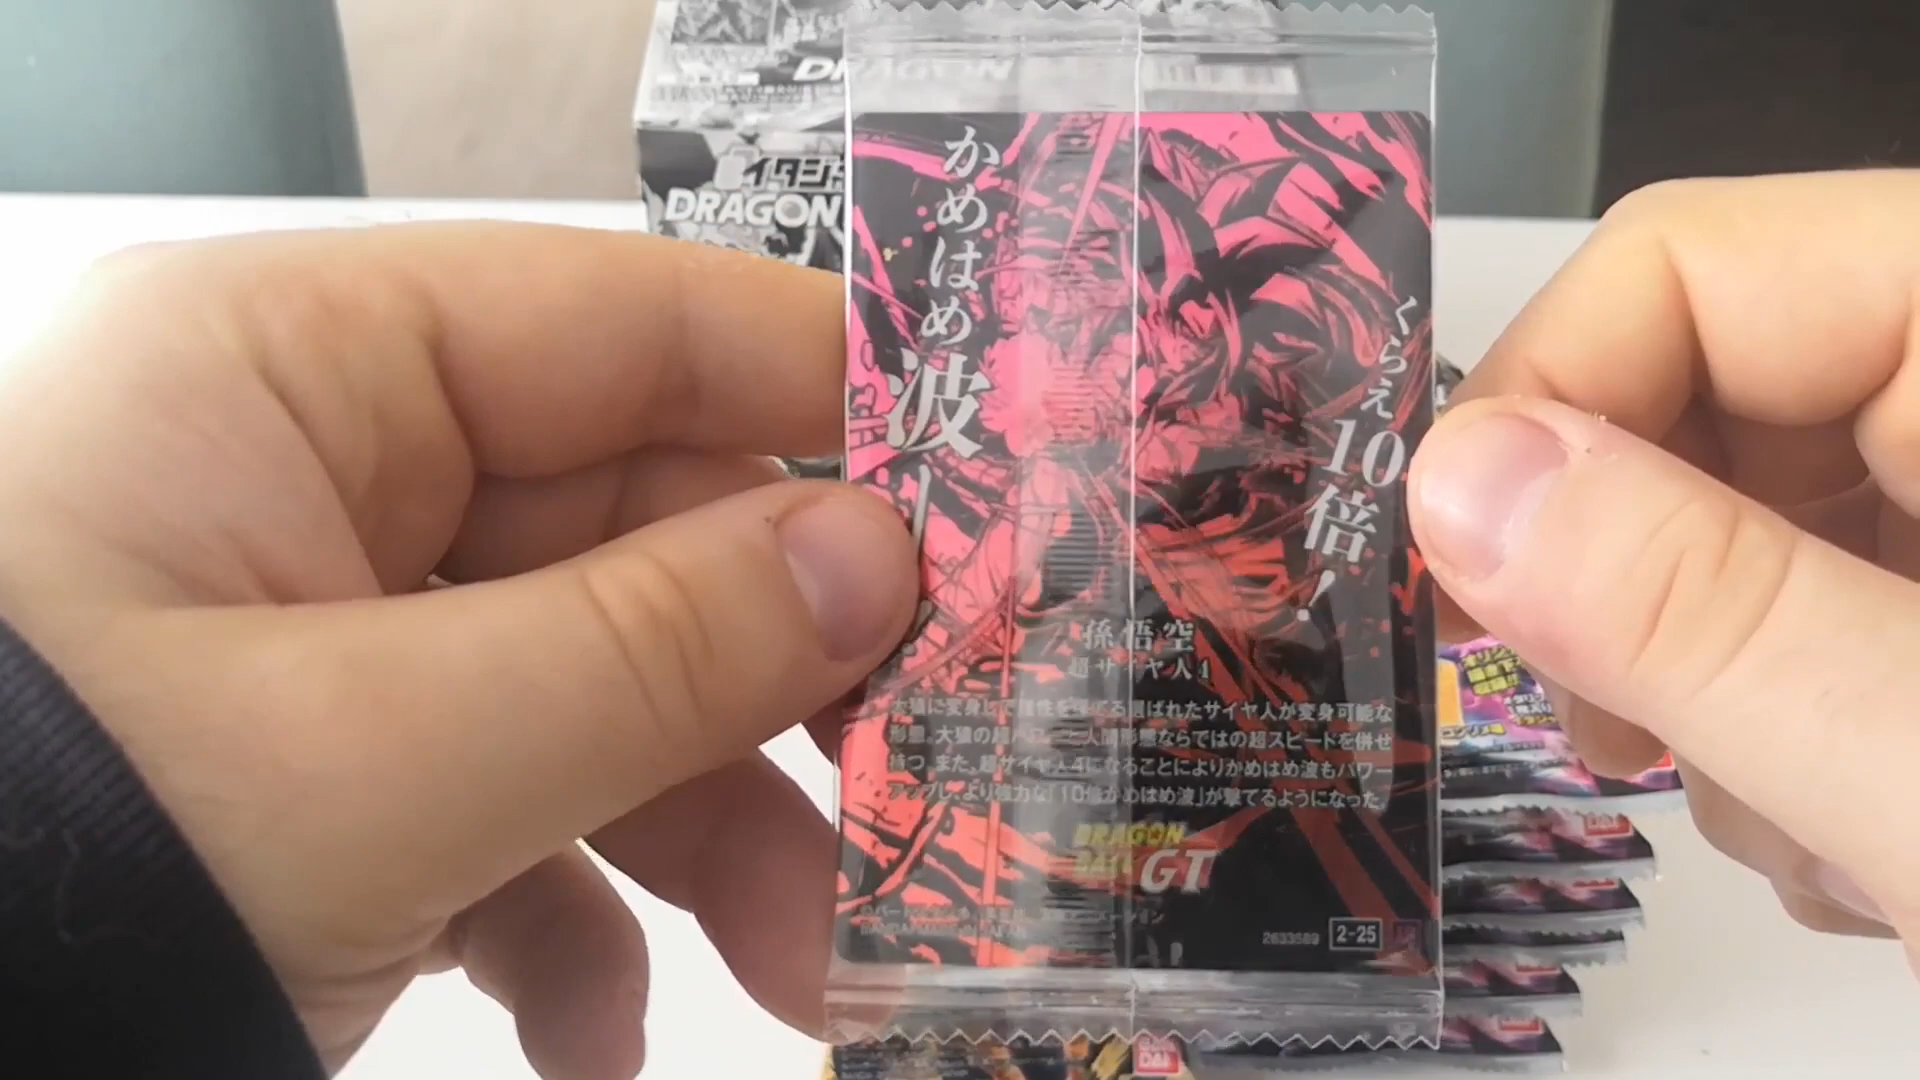 DRAGON
イタジャ
DRAGON
くらえ10倍!
かめはめ波ーー!
孫悟空
超サイヤ人4
大猿に変身して理性を保てる選ばれたサイヤ人が変身可能な
形態。大猿の超パワーと人間形態ならではの超スピードを併せ
持つ。また、超サイヤ人4になることによりかめはめ波もパワー
アップし、より強力な「10倍かめはめ波」が撃てるようになった。
DRAGON
BALL GT
2633589 2-25